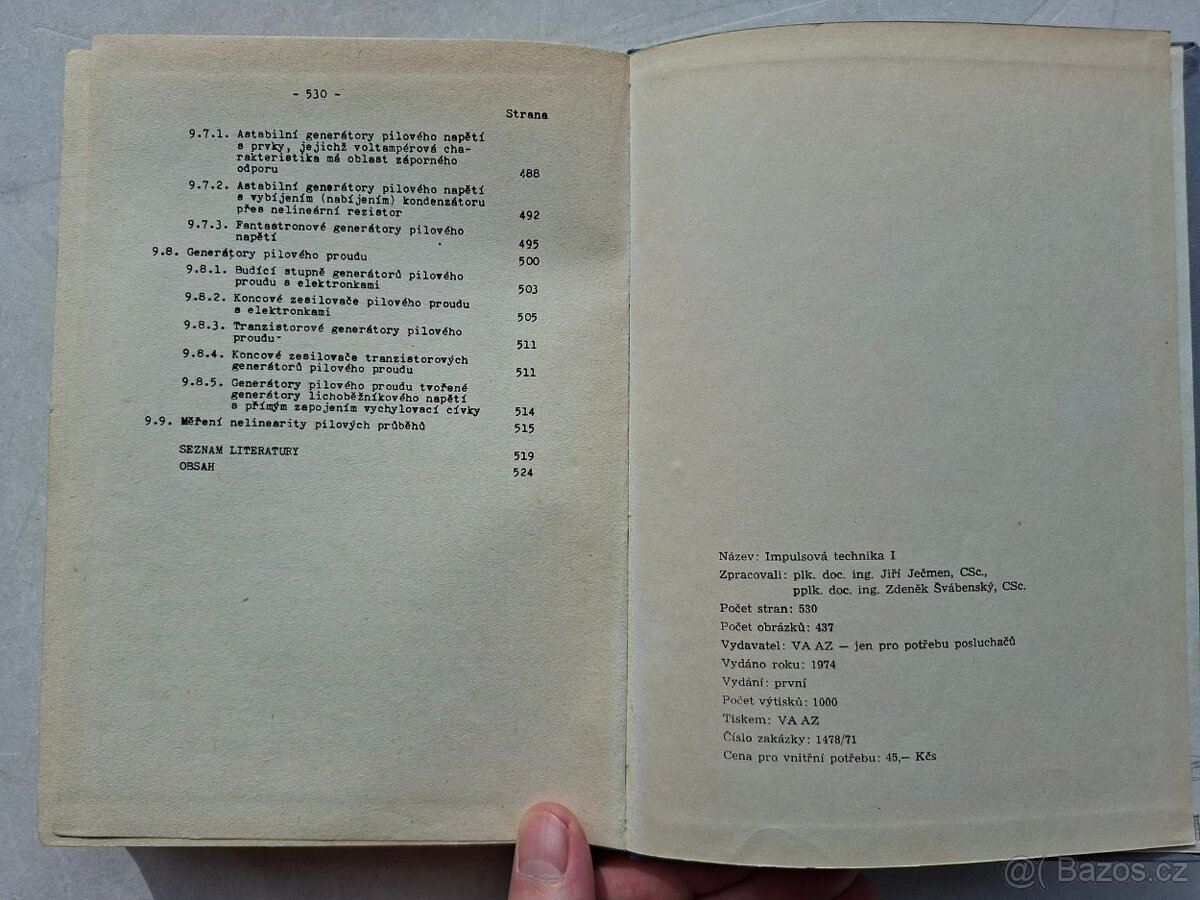 - 530 -
Strana
9.7.1. Astabilní generátory pilového napětí
s prvky, jejichž voltampérová cha-
rakteristika má oblast záporného
odporu 488
9.7.2. Astabilní generátory pilového napětí
s vybíjením (nabíjením) kondenzátoru
přes nelineární rezistor 492
9.7.3. Fantastronové generátory pilového
napětí 495
9.8. Generátory pilového proudu 500
9.8.1. Budící stupně generátorů pilového
proudu s elektronkami 503
9.8.2. Koncové zesilovače pilového proudu
s elektronkami 505
9.8.3. Tranzistorové generátory pilového
proudu 511
9.8.4. Koncové zesilovače tranzistorových
generátorů pilového proudu 511
9.8.5. Generátory pilového proudu tvořené
generátory lichoběžníkového napětí
a přímým zapojením vychylovací cívky 514
9.9. Měření nelinearity pilových průběhů 515
SEZNAM LITERATURY 519
OBSAH 524
Název: Impulsová technika I
Zpracovali: plk. doc. ing. Jiří Ječmen, CSc.,
pplk. doc. ing. Zdeněk Švábenský, CSc.
Počet stran: 530
Počet obrázků: 437
Vydavatel: VA AZ — jen pro potřebu posluchačů
Vydáno roku: 1974
Vydání: první
Počet výtisků: 1000
Tiskem: VA AZ
Číslo zakázky: 1478/71
Cena pro vnitřní potřebu: 45,— Kčs
@( Bazos.cz